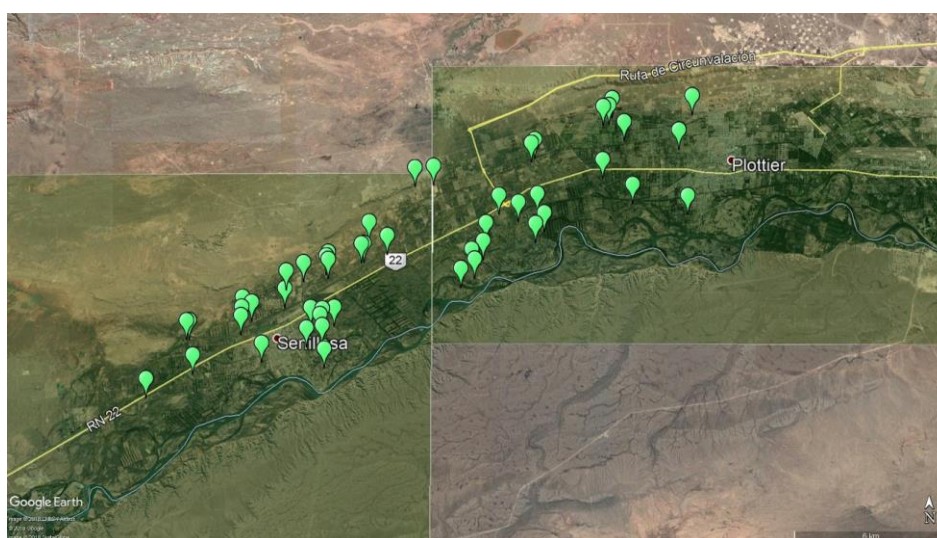 Ruta de Circunvalación
Plottier
22
Senillosa
RN-22
Google Earth
N
6 km